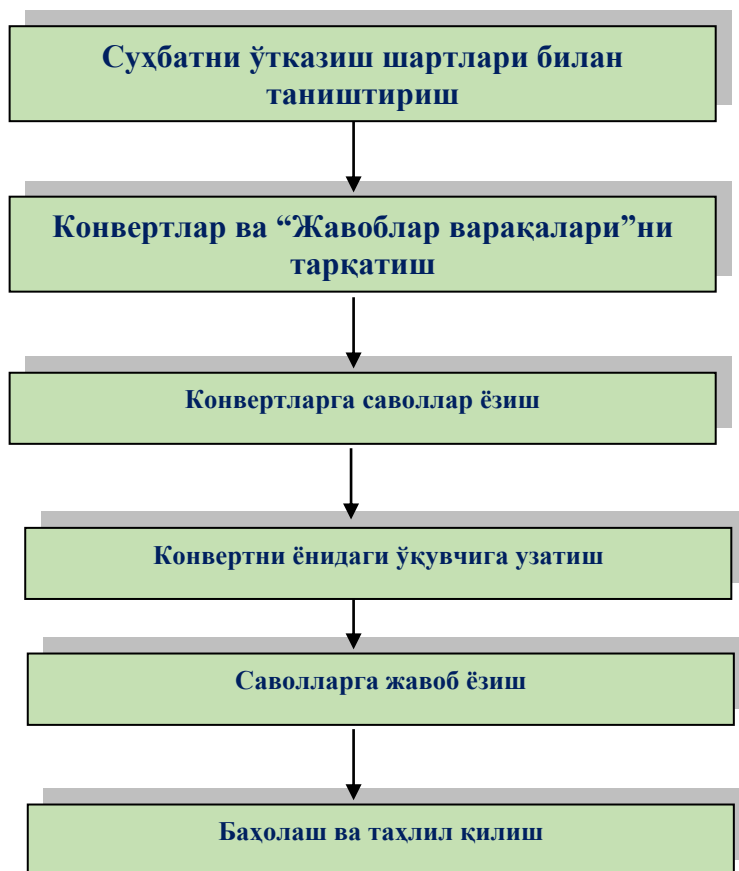 Суҳбатни ўтказиш шартлари билан
таништириш
Конвертлар ва “Жавоблар варақалари”ни
тарқатиш
Конвертларга саволлар ёзиш
Конвертни ёнидаги ўқувчига узатиш
Саволларга жавоб ёзиш
Баҳолаш ва таҳлил қилиш